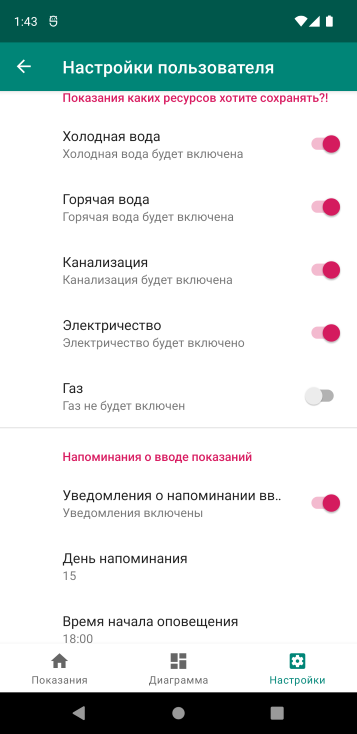 1:43
Настройки пользователя
Показания каких ресурсов хотите сохранять?!
Холодная вода
Холодная вода будет включена
Горячая вода
Горячая вода будет включена
Канализация
Канализация будет включена
Электричество
Электричество будет включено
Газ
Газ не будет включен
Напоминания о вводе показаний
Уведомления о напоминании вв..
Уведомления включены
День напоминания
15
Время начала оповещения
18:00
Показания
Диаграмма
Настройки